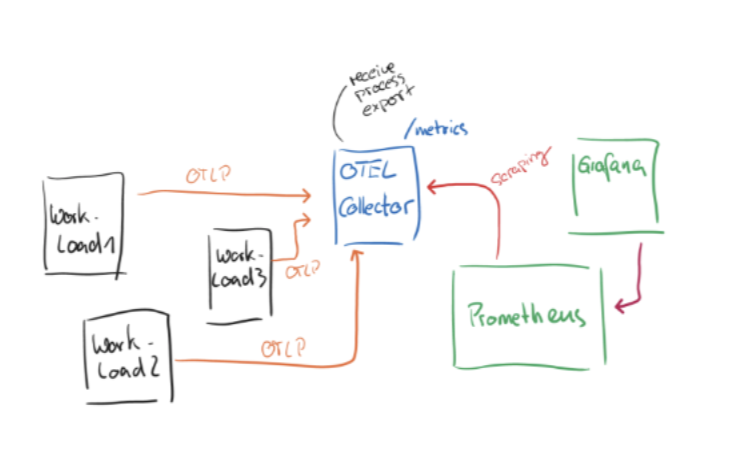 receive
process
export
/metrics
OTLP
OTEL
Collector
Scraping
Grafana
Work-
Load1
Work-
Load3
OTLP
Prometheus
Work-
Load2
OTLP